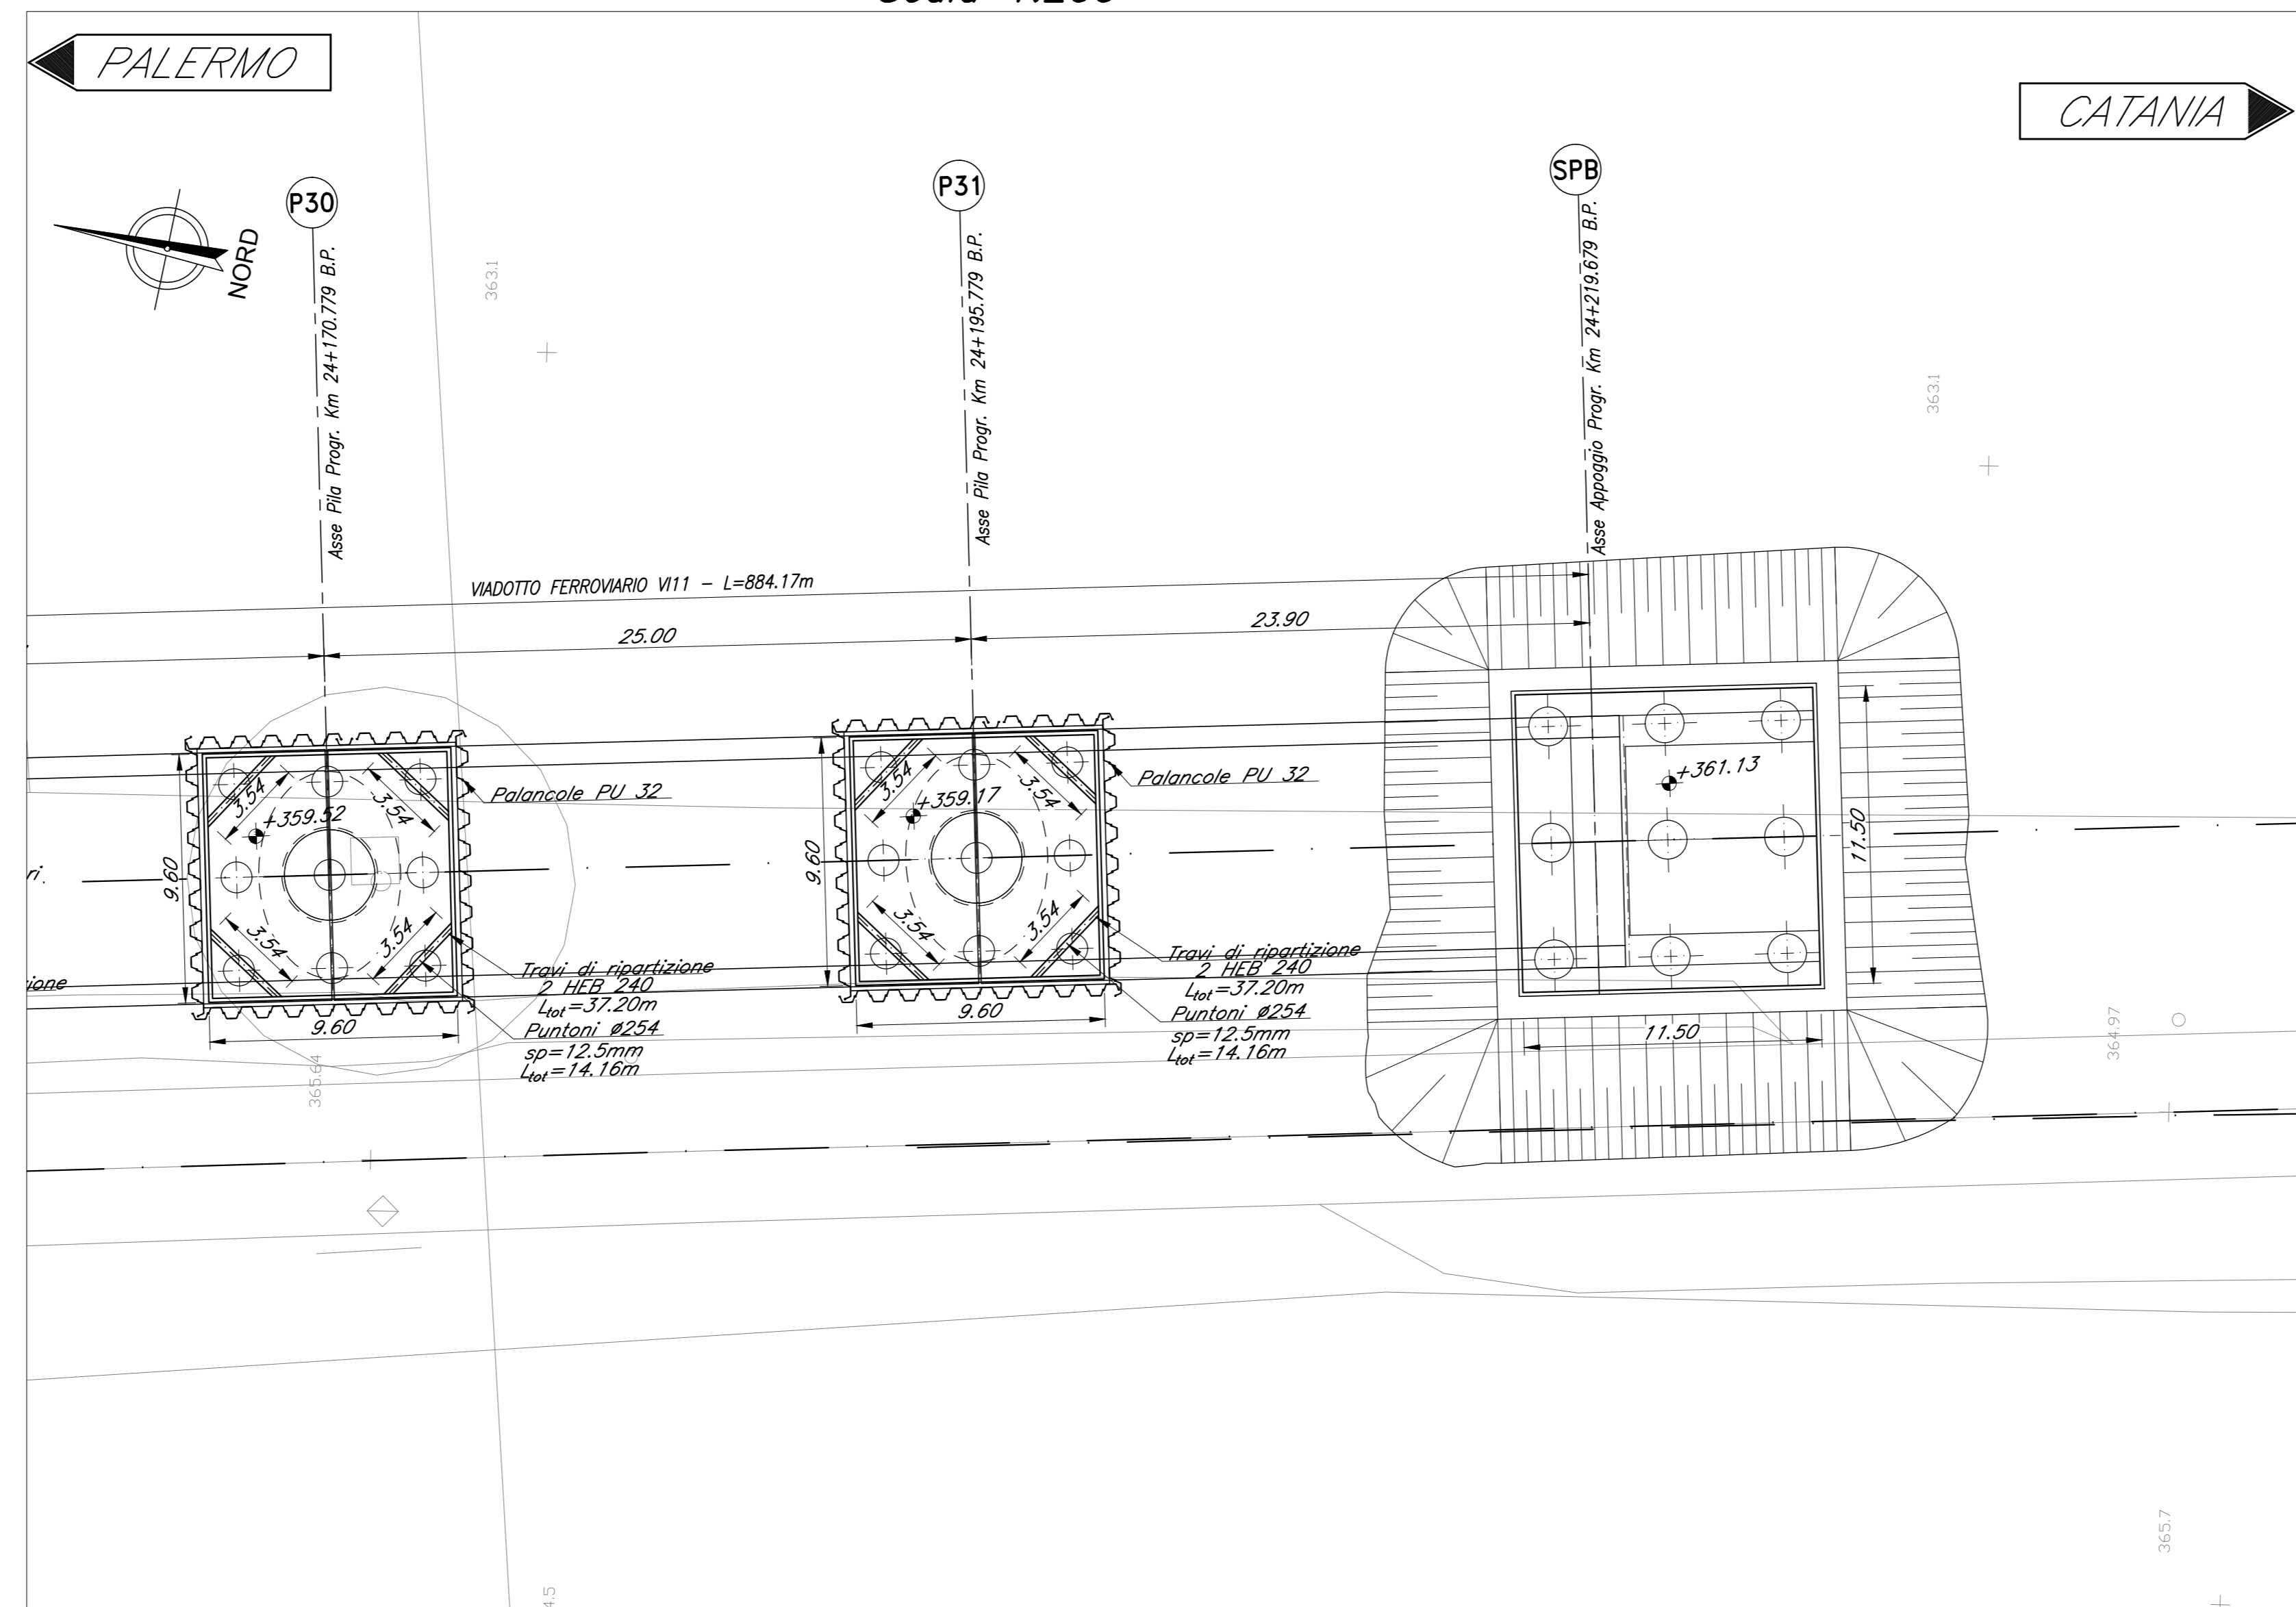 PALERMO
CATANIA
P30
P31
SPB
NORD
Asse Pila Progr. Km 24+170.779 B.P.
Asse Pila Progr. Km 24+195.779 B.P.
Asse Appoggio Progr. Km 24+219.679 B.P.
363.1
363.1
VIADOTTO FERROVIARIO VI11 – L=884.17m
25.00
23.90
3.54
3.54
+359.52
9.60
3.54
3.54
9.60
Palancole PU 32
Travi di ripartizione
2 HEB 240
Ltot=37.20m
Puntoni ø254
sp=12.5mm
Ltot=14.16m
3.54
3.54
+359.17
9.60
3.54
3.54
9.60
Palancole PU 32
Travi di ripartizione
2 HEB 240
Ltot=37.20m
Puntoni ø254
sp=12.5mm
Ltot=14.16m
+361.13
11.50
11.50
365.64
364.97
365.7